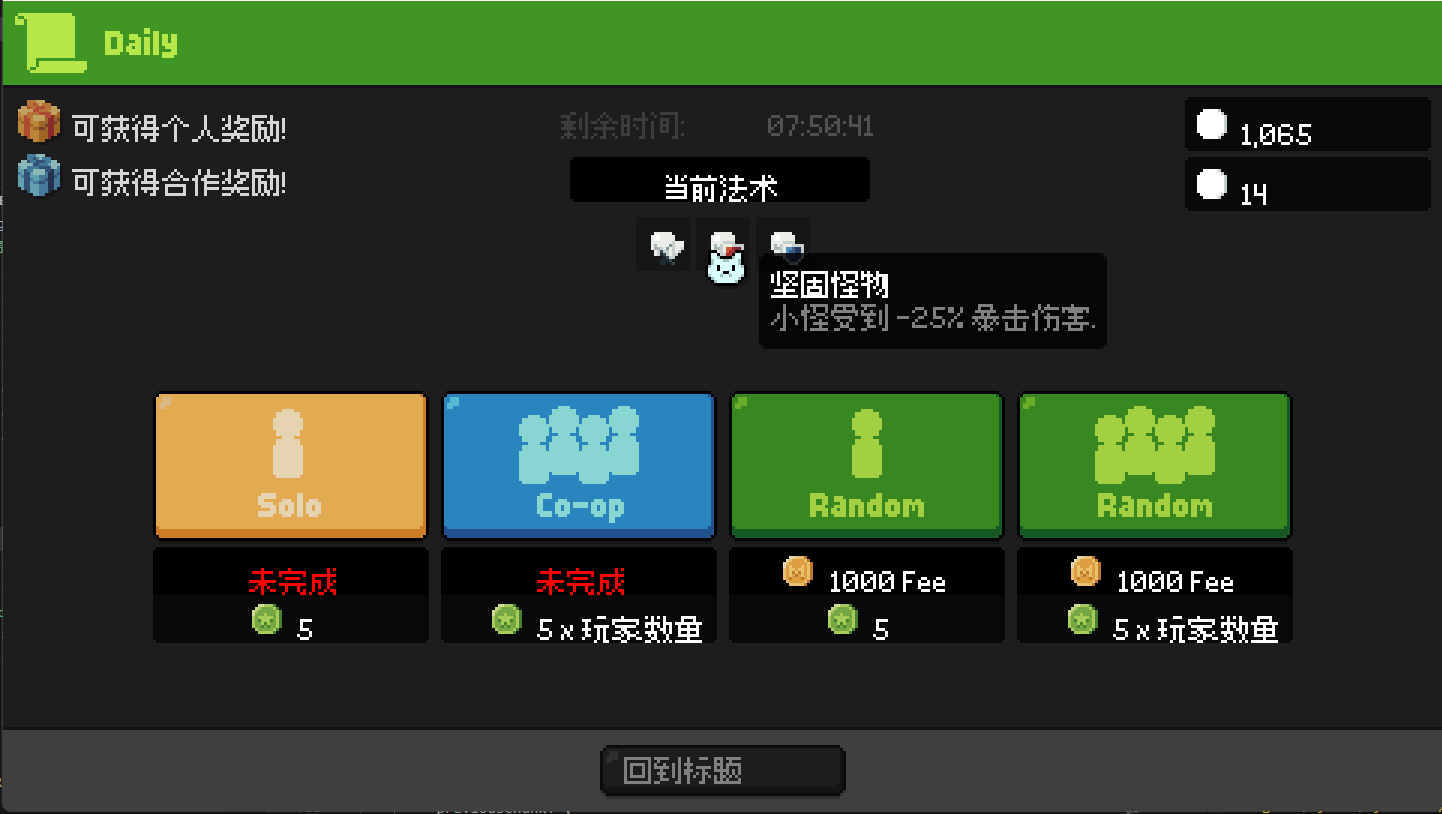 Daily
可获得个人奖励!
剩余时间: 07:50:41
1,065
可获得合作奖励!
当前法术
14
坚固怪物
小怪受到 -25% 暴击伤害.
Solo
Co-op
Random
Random
未完成
未完成
1000 Fee
1000 Fee
5
5 x 玩家数量
5
5 x 玩家数量
回到标题